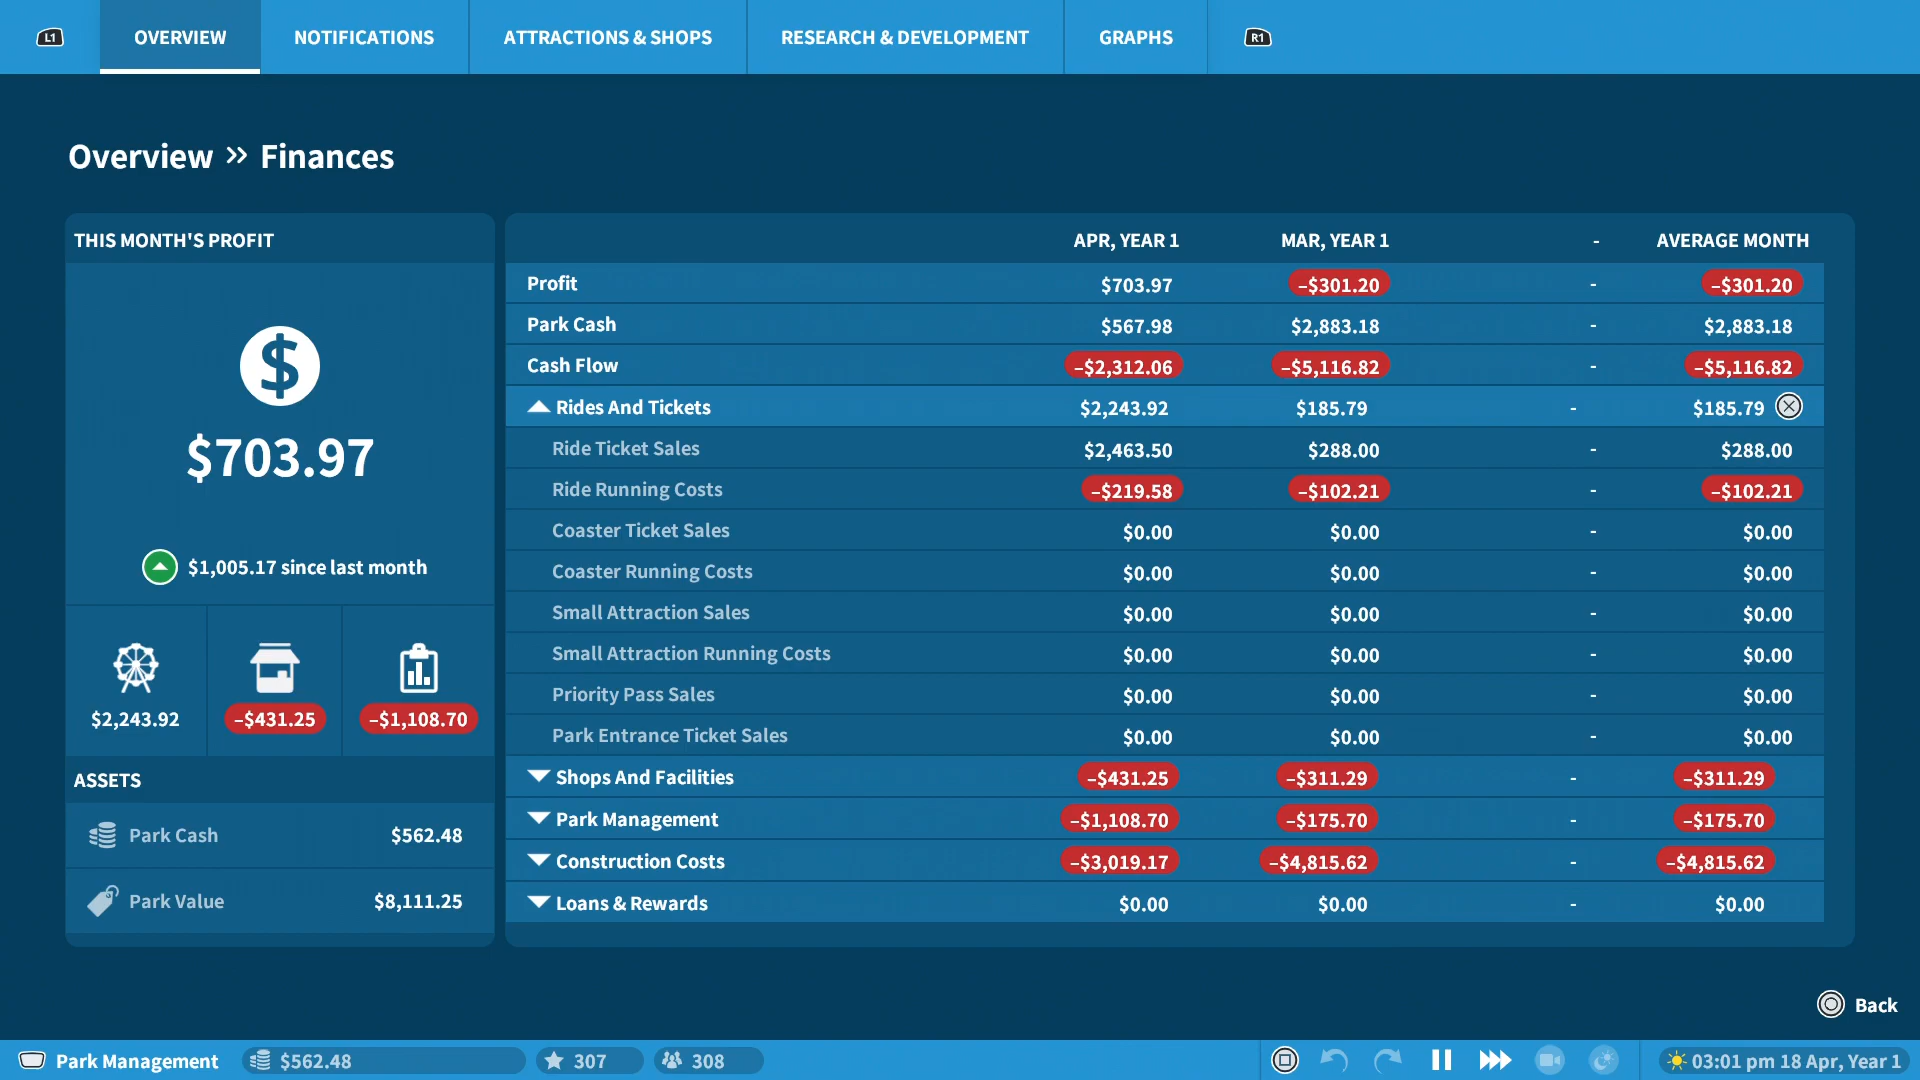 L1 OVERVIEW NOTIFICATIONS ATTRACTIONS & SHOPS RESEARCH & DEVELOPMENT GRAPHS R1
Overview » Finances
THIS MONTH'S PROFIT
$703.97
$1,005.17 since last month
$2,243.92 –$431.25 –$1,108.70
ASSETS
Park Cash $562.48
Park Value $8,111.25
APR, YEAR 1 MAR, YEAR 1 - AVERAGE MONTH
Profit $703.97 –$301.20 - –$301.20
Park Cash $567.98 $2,883.18 - $2,883.18
Cash Flow –$2,312.06 –$5,116.82 - –$5,116.82
Rides And Tickets $2,243.92 $185.79 - $185.79
Ride Ticket Sales $2,463.50 $288.00 - $288.00
Ride Running Costs –$219.58 –$102.21 - –$102.21
Coaster Ticket Sales $0.00 $0.00 - $0.00
Coaster Running Costs $0.00 $0.00 - $0.00
Small Attraction Sales $0.00 $0.00 - $0.00
Small Attraction Running Costs $0.00 $0.00 - $0.00
Priority Pass Sales $0.00 $0.00 - $0.00
Park Entrance Ticket Sales $0.00 $0.00 - $0.00
Shops And Facilities –$431.25 –$311.29 - –$311.29
Park Management –$1,108.70 –$175.70 - –$175.70
Construction Costs –$3,019.17 –$4,815.62 - –$4,815.62
Loans & Rewards $0.00 $0.00 - $0.00
Back
Park Management $562.48 307 308 03:01 pm 18 Apr, Year 1